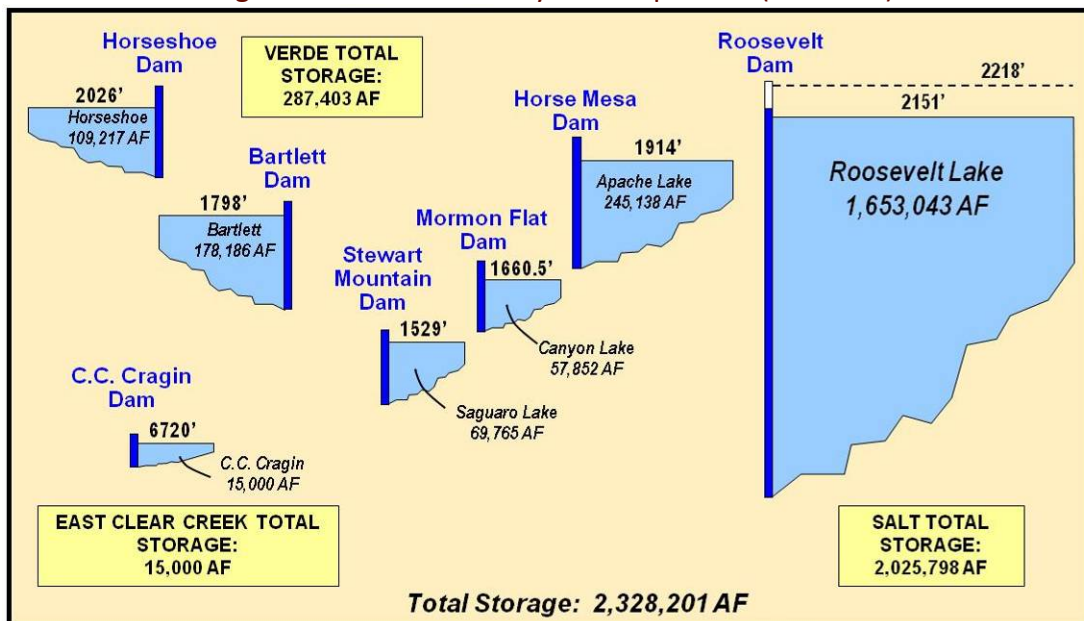 Horseshoe
Dam
2026'
Horseshoe
109,217 AF
VERDE TOTAL
STORAGE:
287,403 AF
Bartlett
Dam
1798'
Bartlett
178,186 AF
Stewart
Mountain
Dam
1529'
Saguaro Lake
69,765 AF
Mormon Flat
Dam
1660.5'
Canyon Lake
57,852 AF
Horse Mesa
Dam
1914'
Apache Lake
245,138 AF
Roosevelt
Dam
2218'
2151'
Roosevelt Lake
1,653,043 AF
C.C. Cragin
Dam
6720'
C.C. Cragin
15,000 AF
EAST CLEAR CREEK TOTAL
STORAGE:
15,000 AF
SALT TOTAL
STORAGE:
2,025,798 AF
Total Storage: 2,328,201 AF